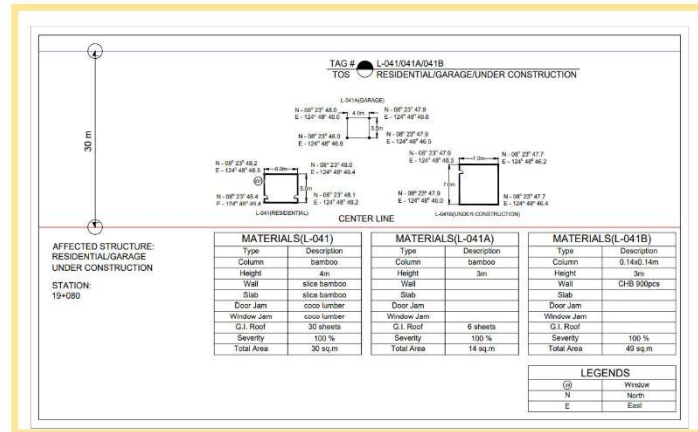 TAG # L-041/041A/041B
TOS RESIDENTIAL/GARAGE/UNDER CONSTRUCTION
30 m
L-041A(GARAGE)
N - 08° 23' 48.0
E - 124° 48' 46.0
4.0m
N - 08° 23' 47.9
E - 124° 48' 46.6
3.5m
N - 08° 23' 48.0
E - 124° 48' 46.6
N - 08° 23' 47.9
E - 124° 48' 46.5
N - 08° 23' 48.2
E - 124° 48' 46.5
6.0m
N - 08° 23' 48.0
E - 124° 48' 46.4
W
5.0m
N - 08° 23' 48.4
E - 124° 48' 48.4
N - 08° 23' 48.1
E - 124° 48' 48.2
L-041(RESIDENTIAL)
N - 08° 23' 47.9
E - 124° 48' 46.3
7.0m
N - 08° 23' 47.7
E - 124° 48' 46.2
7.0m
N - 08° 23' 47.9
E - 124° 48' 46.0
N - 08° 23' 47.7
E - 124° 48' 46.4
L-041B(UNDER CONSTRUCTION)
CENTER LINE
AFFECTED STRUCTURE:
RESIDENTIAL/GARAGE
UNDER CONSTRUCTION
STATION:
19+080
MATERIALS(L-041)
Type Description
Column bamboo
Height 4m
Wall slice bamboo
Slab slice bamboo
Door Jam coco lumber
Window Jam coco lumber
G.I. Roof 30 sheets
Severity 100 %
Total Area 30 sq.m
MATERIALS(L-041A)
Type Description
Column bamboo
Height 3m
Wall
Slab
Door Jam
Window Jam
G.I. Roof 6 sheets
Severity 100 %
Total Area 14 sq.m
MATERIALS(L-041B)
Type Description
Column 0.14x0.14m
Height 3m
Wall CHB 900pcs
Slab
Door Jam
Window Jam
G.I. Roof
Severity 100 %
Total Area 49 sq.m
LEGENDS
W Window
N North
E East